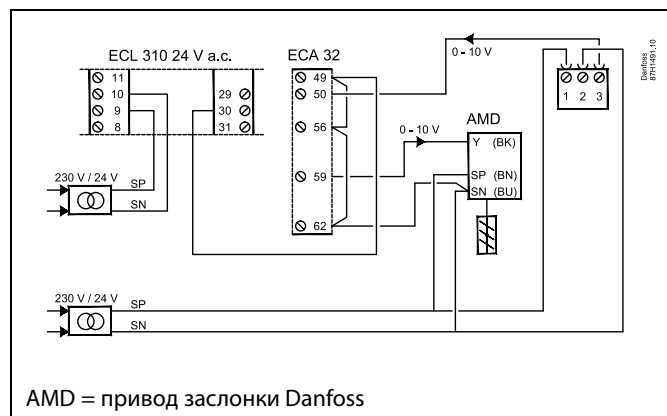 ECL 310 24 V a.c.
ECA 32
0 - 10 V
Danfoss
87H1491.10
11
10
9
8
29
30
31
49
50
56
59
62
1 2 3
AMD
0 - 10 V
Y (BK)
SP (BN)
SN (BU)
230 V / 24 V
SP
SN
230 V / 24 V
SP
SN
AMD = привод заслонки Danfoss